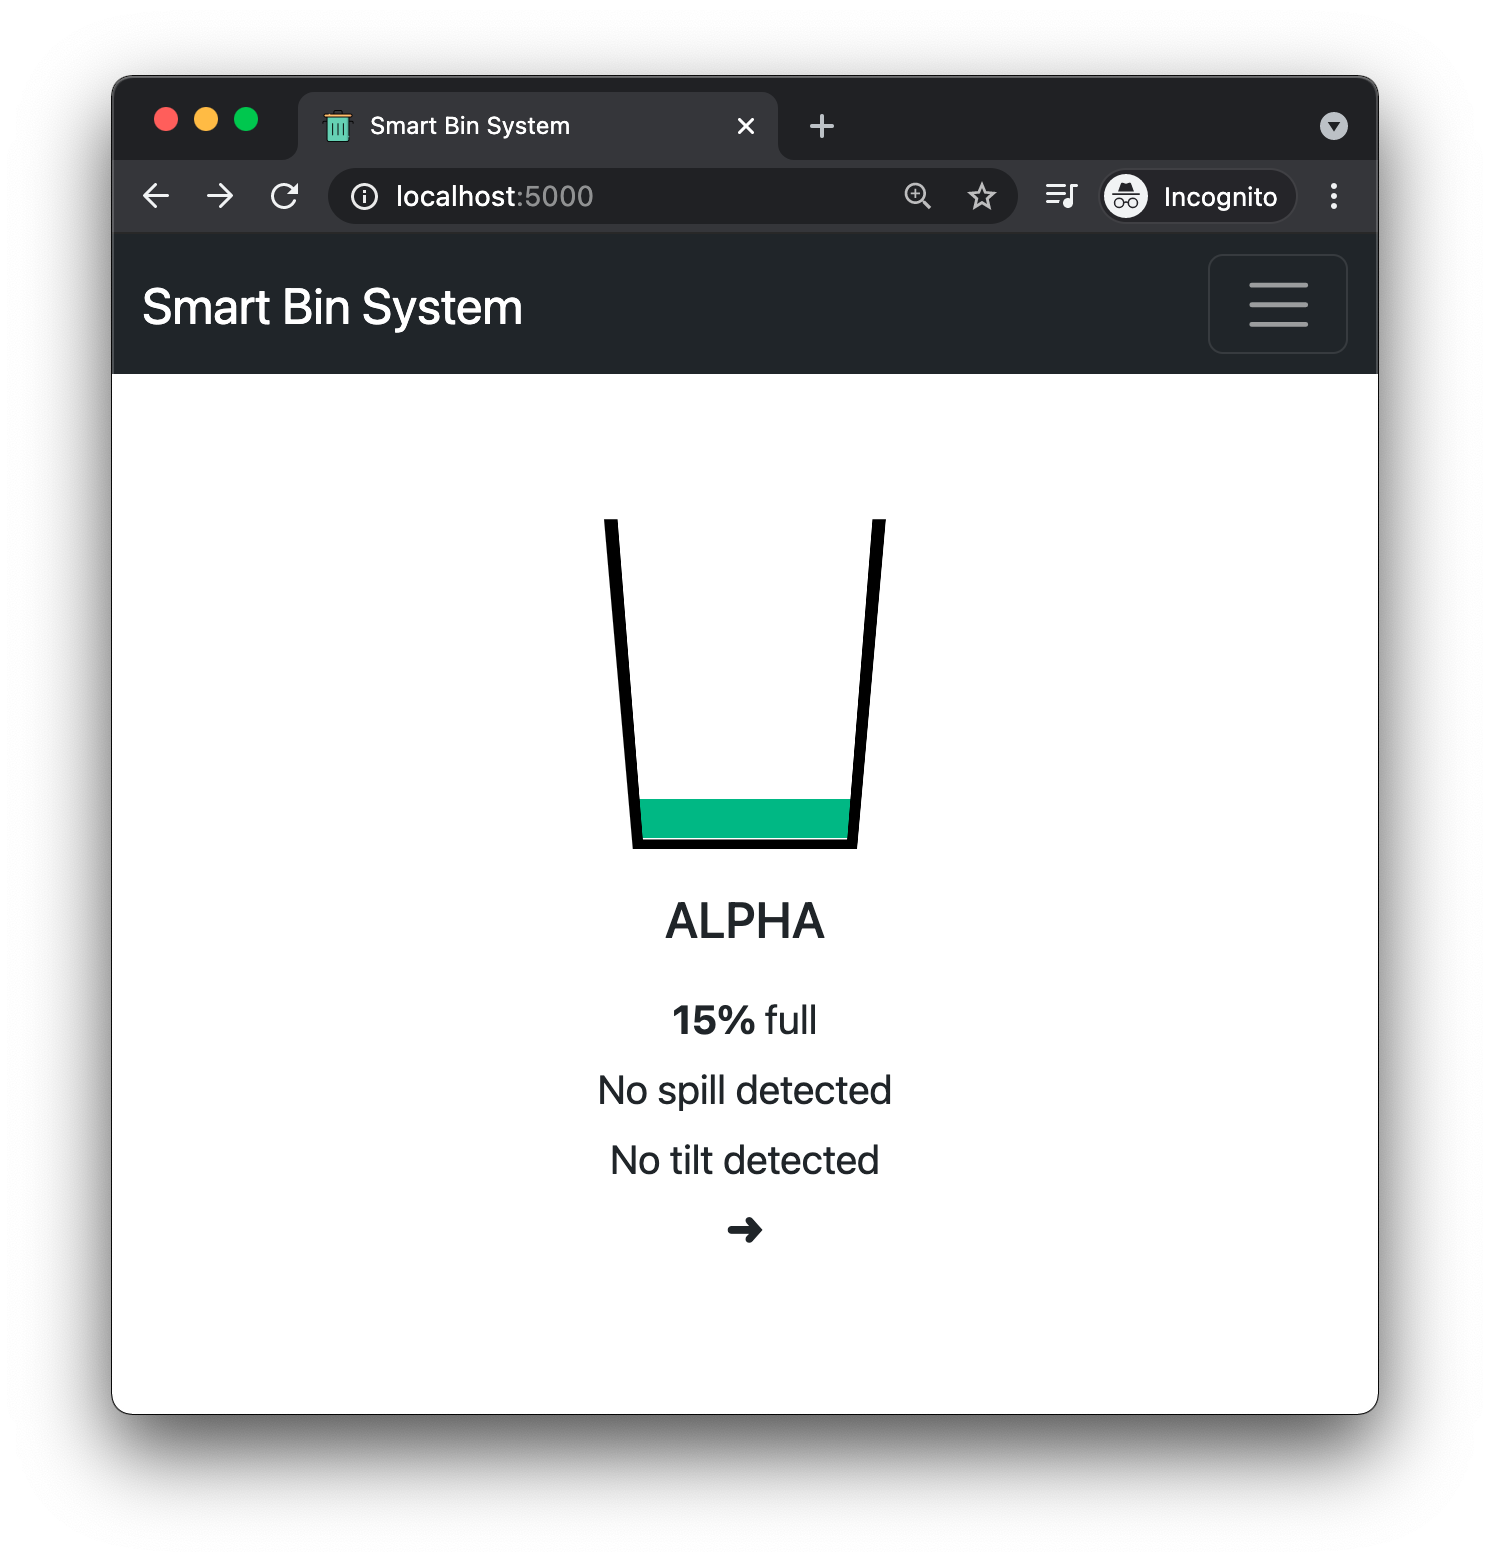 Smart Bin System
localhost:5000
Incognito
Smart Bin System
ALPHA
15% full
No spill detected
No tilt detected
➜